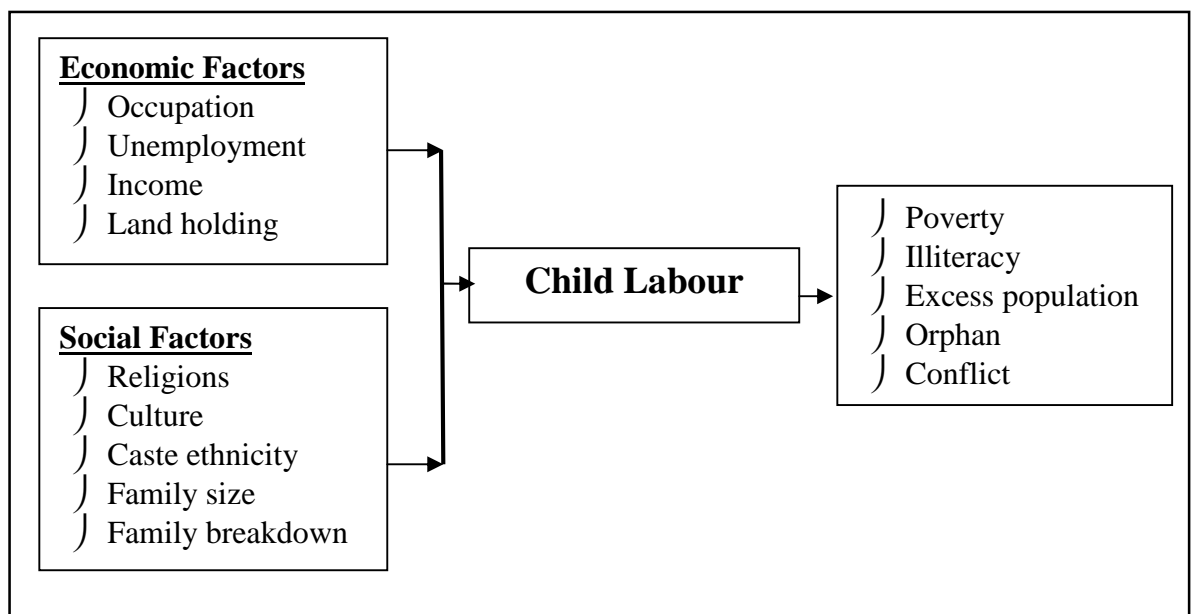 Economic Factors
⌡ Occupation
⌡ Unemployment
⌡ Income
⌡ Land holding
Social Factors
⌡ Religions
⌡ Culture
⌡ Caste ethnicity
⌡ Family size
⌡ Family breakdown
Child Labour
⌡ Poverty
⌡ Illiteracy
⌡ Excess population
⌡ Orphan
⌡ Conflict